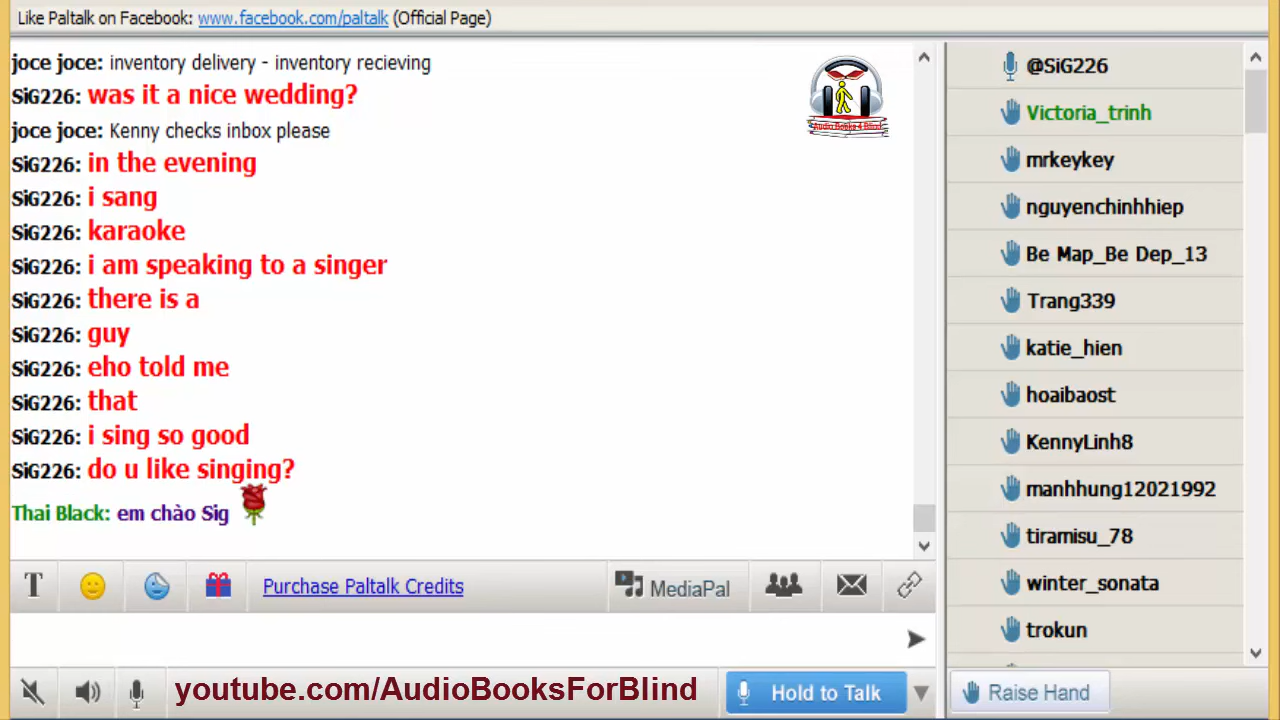 Like Paltalk on Facebook: www.facebook.com/paltalk (Official Page)
joce joce: inventory delivery - inventory recieving
SiG226: was it a nice wedding?
joce joce: Kenny checks inbox please
SiG226: in the evening
SiG226: i sang
SiG226: karaoke
SiG226: i am speaking to a singer
SiG226: there is a
SiG226: guy
SiG226: eho told me
SiG226: that
SiG226: i sing so good
SiG226: do u like singing?
Thai Black: em chào Sig
Audio Books 4 Blind
@SiG226
Victoria_trinh
mrkeykey
nguyenchinhhiep
Be Map_Be Dep_13
Trang339
katie_hien
hoaibaost
KennyLinh8
manhhung12021992
tiramisu_78
winter_sonata
trokun
T
Purchase Paltalk Credits
MediaPal
youtube.com/AudioBooksForBlind
Hold to Talk
Raise Hand